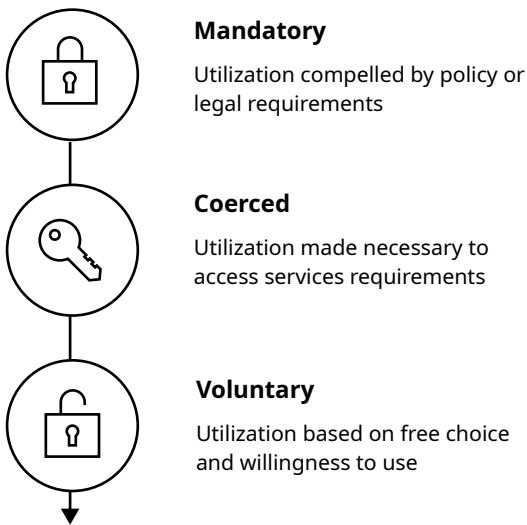 Mandatory
Utilization compelled by policy or
legal requirements
Coerced
Utilization made necessary to
access services requirements
Voluntary
Utilization based on free choice
and willingness to use